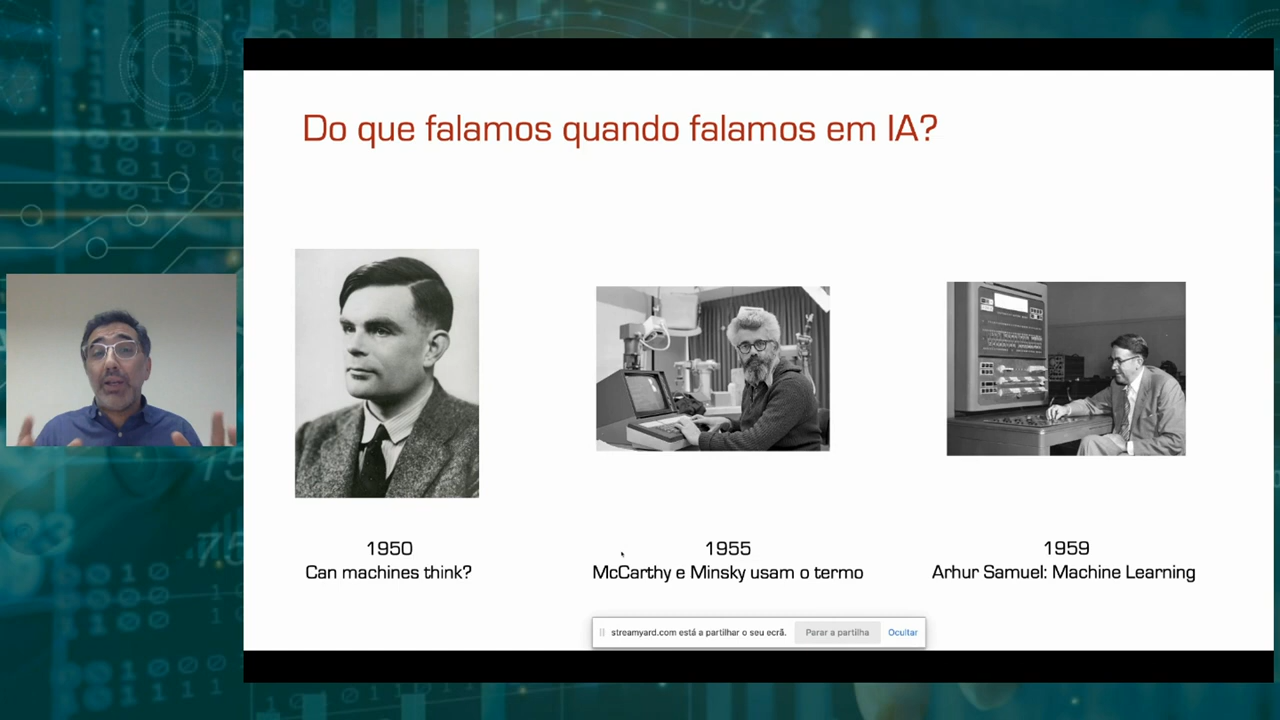 Do que falamos quando falamos em IA?
1950
Can machines think?
1955
McCarthy e Minsky usam o termo
1959
Arhur Samuel: Machine Learning
streamyard.com está a partilhar o seu ecrã. Parar a partilha Ocultar